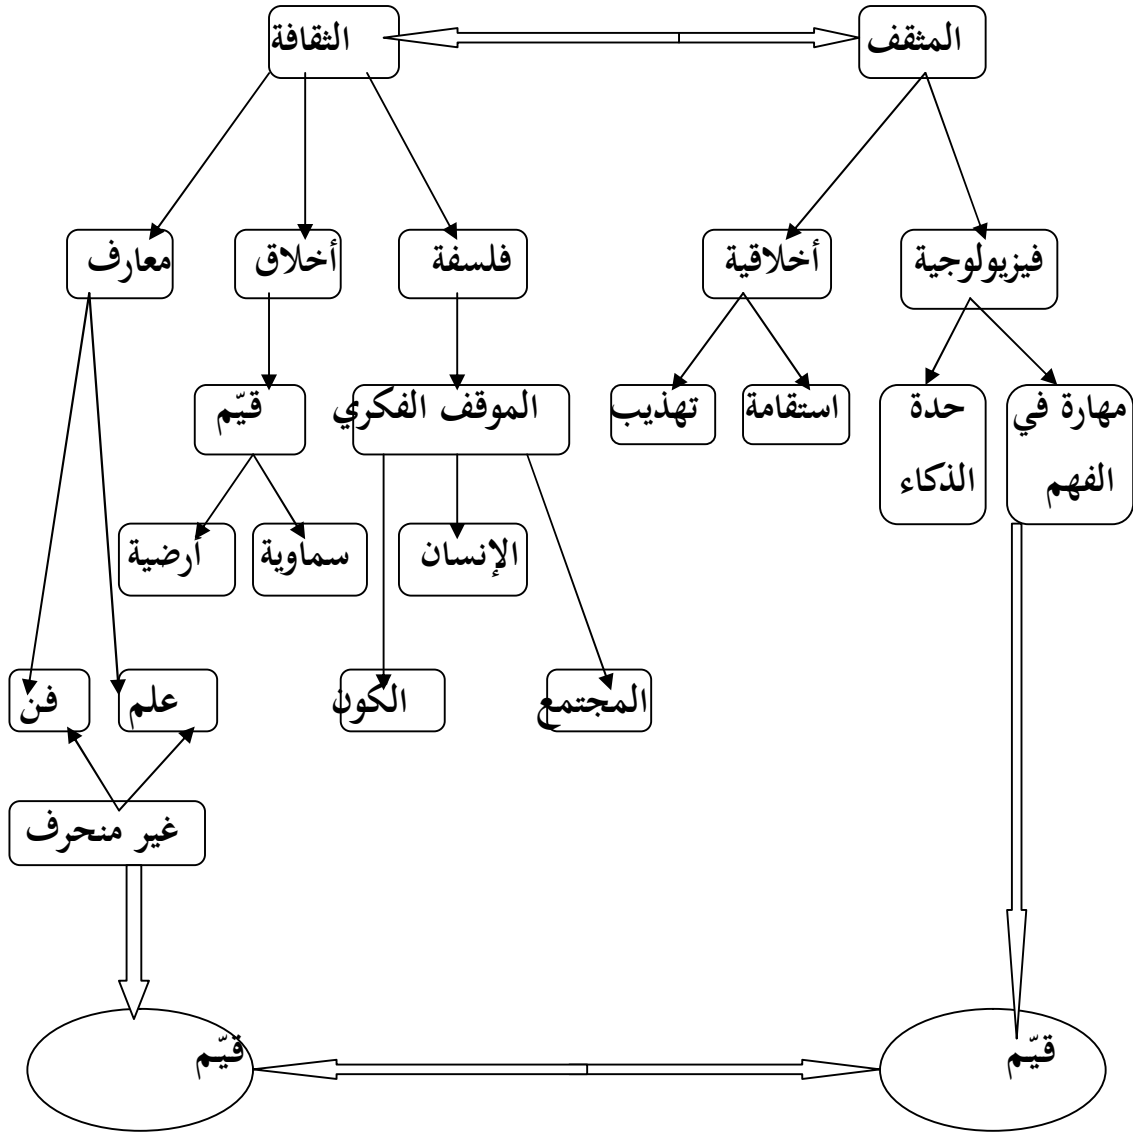 المثقف
الثقافة
فيزيولوجية
أخلاقية
فلسفة
أخلاق
معارف
مهارة في
الفهم
حدة
الذكاء
استقامة
تهذيب
الموقف الفكري
قيّم
الإنسان
سماوية
أرضية
المجتمع
الكون
علم
فن
غير منحرف
قيّم
قيّم